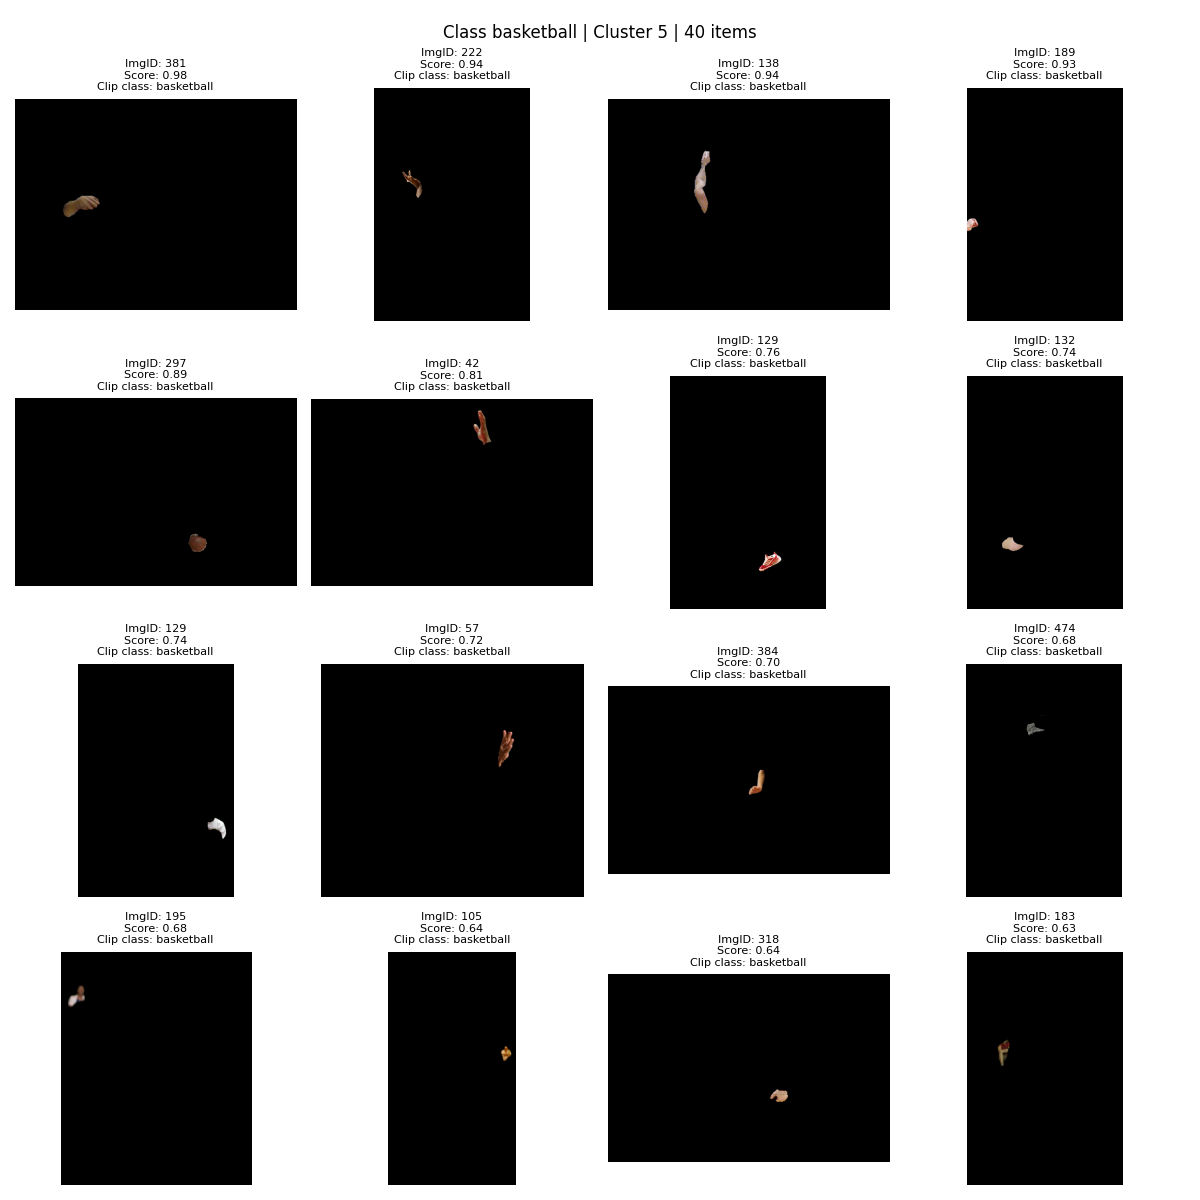 Class basketball | Cluster 5 | 40 items
ImgID: 381
Score: 0.98
Clip class: basketball
ImgID: 222
Score: 0.94
Clip class: basketball
ImgID: 138
Score: 0.94
Clip class: basketball
ImgID: 189
Score: 0.93
Clip class: basketball
ImgID: 297
Score: 0.89
Clip class: basketball
ImgID: 42
Score: 0.81
Clip class: basketball
ImgID: 129
Score: 0.76
Clip class: basketball
ImgID: 132
Score: 0.74
Clip class: basketball
ImgID: 129
Score: 0.74
Clip class: basketball
ImgID: 57
Score: 0.72
Clip class: basketball
ImgID: 384
Score: 0.70
Clip class: basketball
ImgID: 474
Score: 0.68
Clip class: basketball
ImgID: 195
Score: 0.68
Clip class: basketball
ImgID: 105
Score: 0.64
Clip class: basketball
ImgID: 318
Score: 0.64
Clip class: basketball
ImgID: 183
Score: 0.63
Clip class: basketball